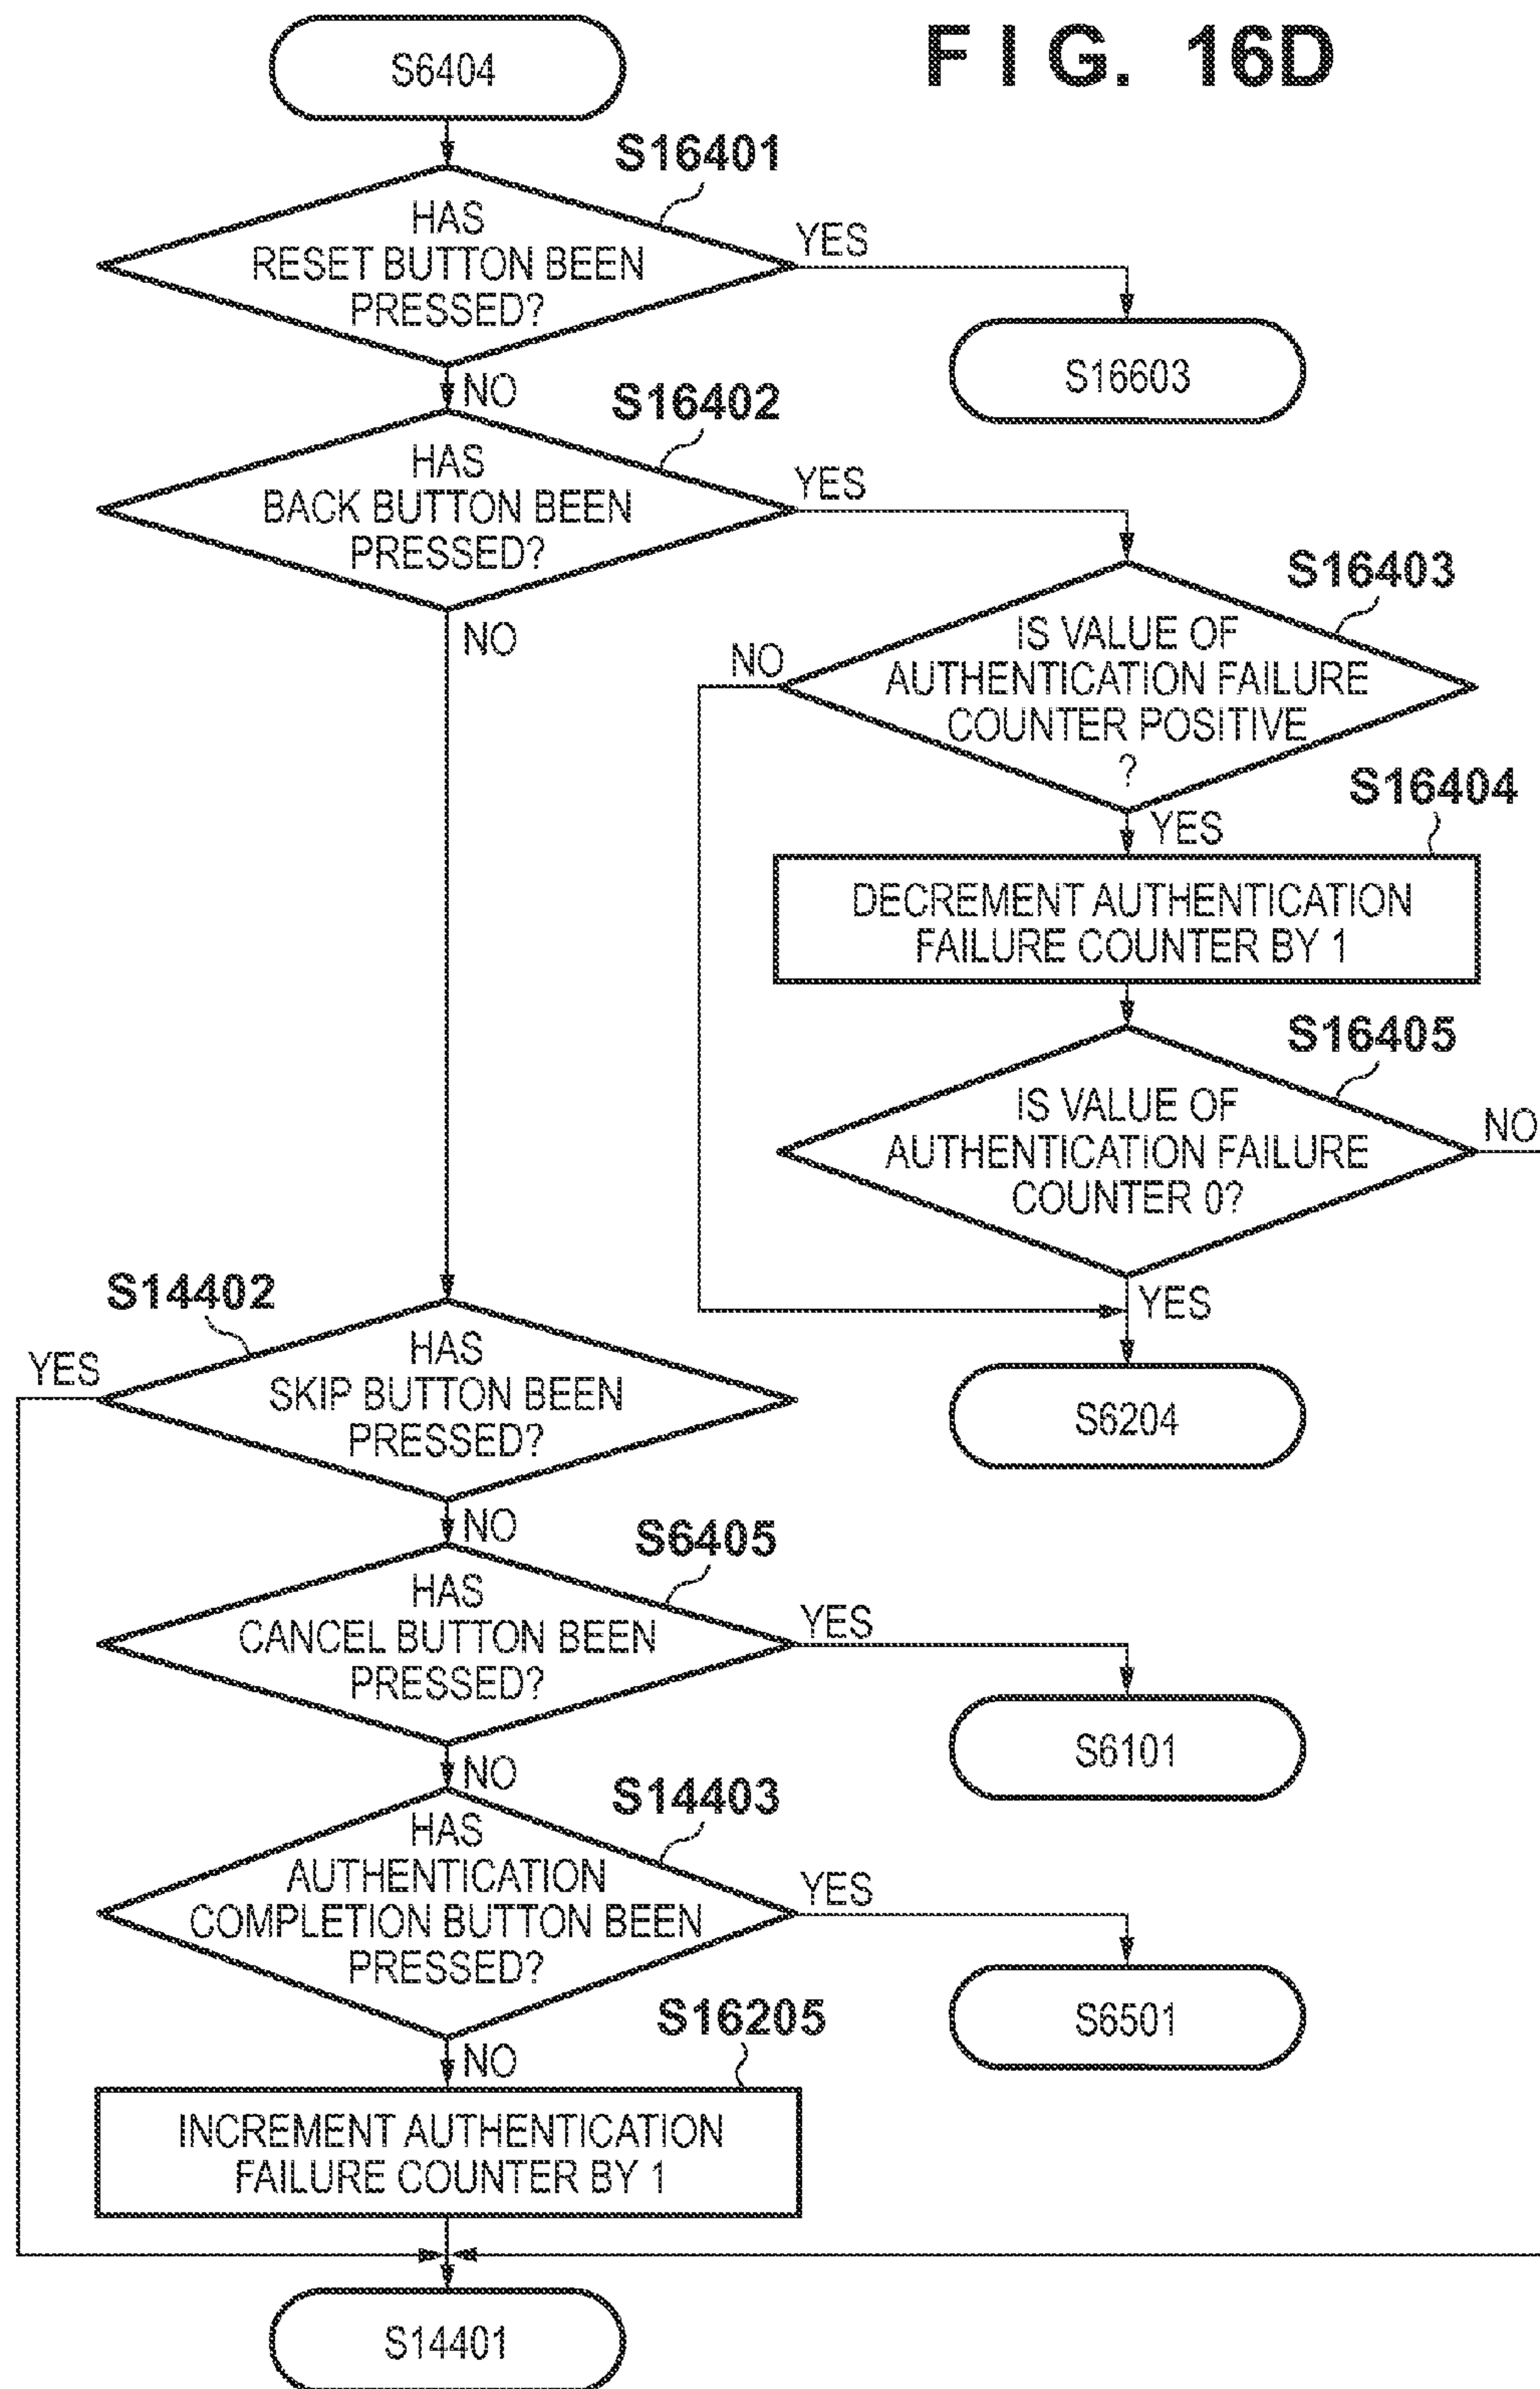 F I G. 16D
S6404
S16401
HAS
RESET BUTTON BEEN
PRESSED?
YES
S16603
NO
S16402
HAS
BACK BUTTON BEEN
PRESSED?
YES
NO
S16403
IS VALUE OF
AUTHENTICATION FAILURE
COUNTER POSITIVE
?
NO
YES
S16404
DECREMENT AUTHENTICATION
FAILURE COUNTER BY 1
S16405
IS VALUE OF
AUTHENTICATION FAILURE
COUNTER 0?
NO
YES
S6204
S14402
HAS
SKIP BUTTON BEEN
PRESSED?
YES
NO
S6405
HAS
CANCEL BUTTON BEEN
PRESSED?
YES
S6101
NO
S14403
HAS
AUTHENTICATION
COMPLETION BUTTON BEEN
PRESSED?
YES
S6501
NO
S16205
INCREMENT AUTHENTICATION
FAILURE COUNTER BY 1
S14401